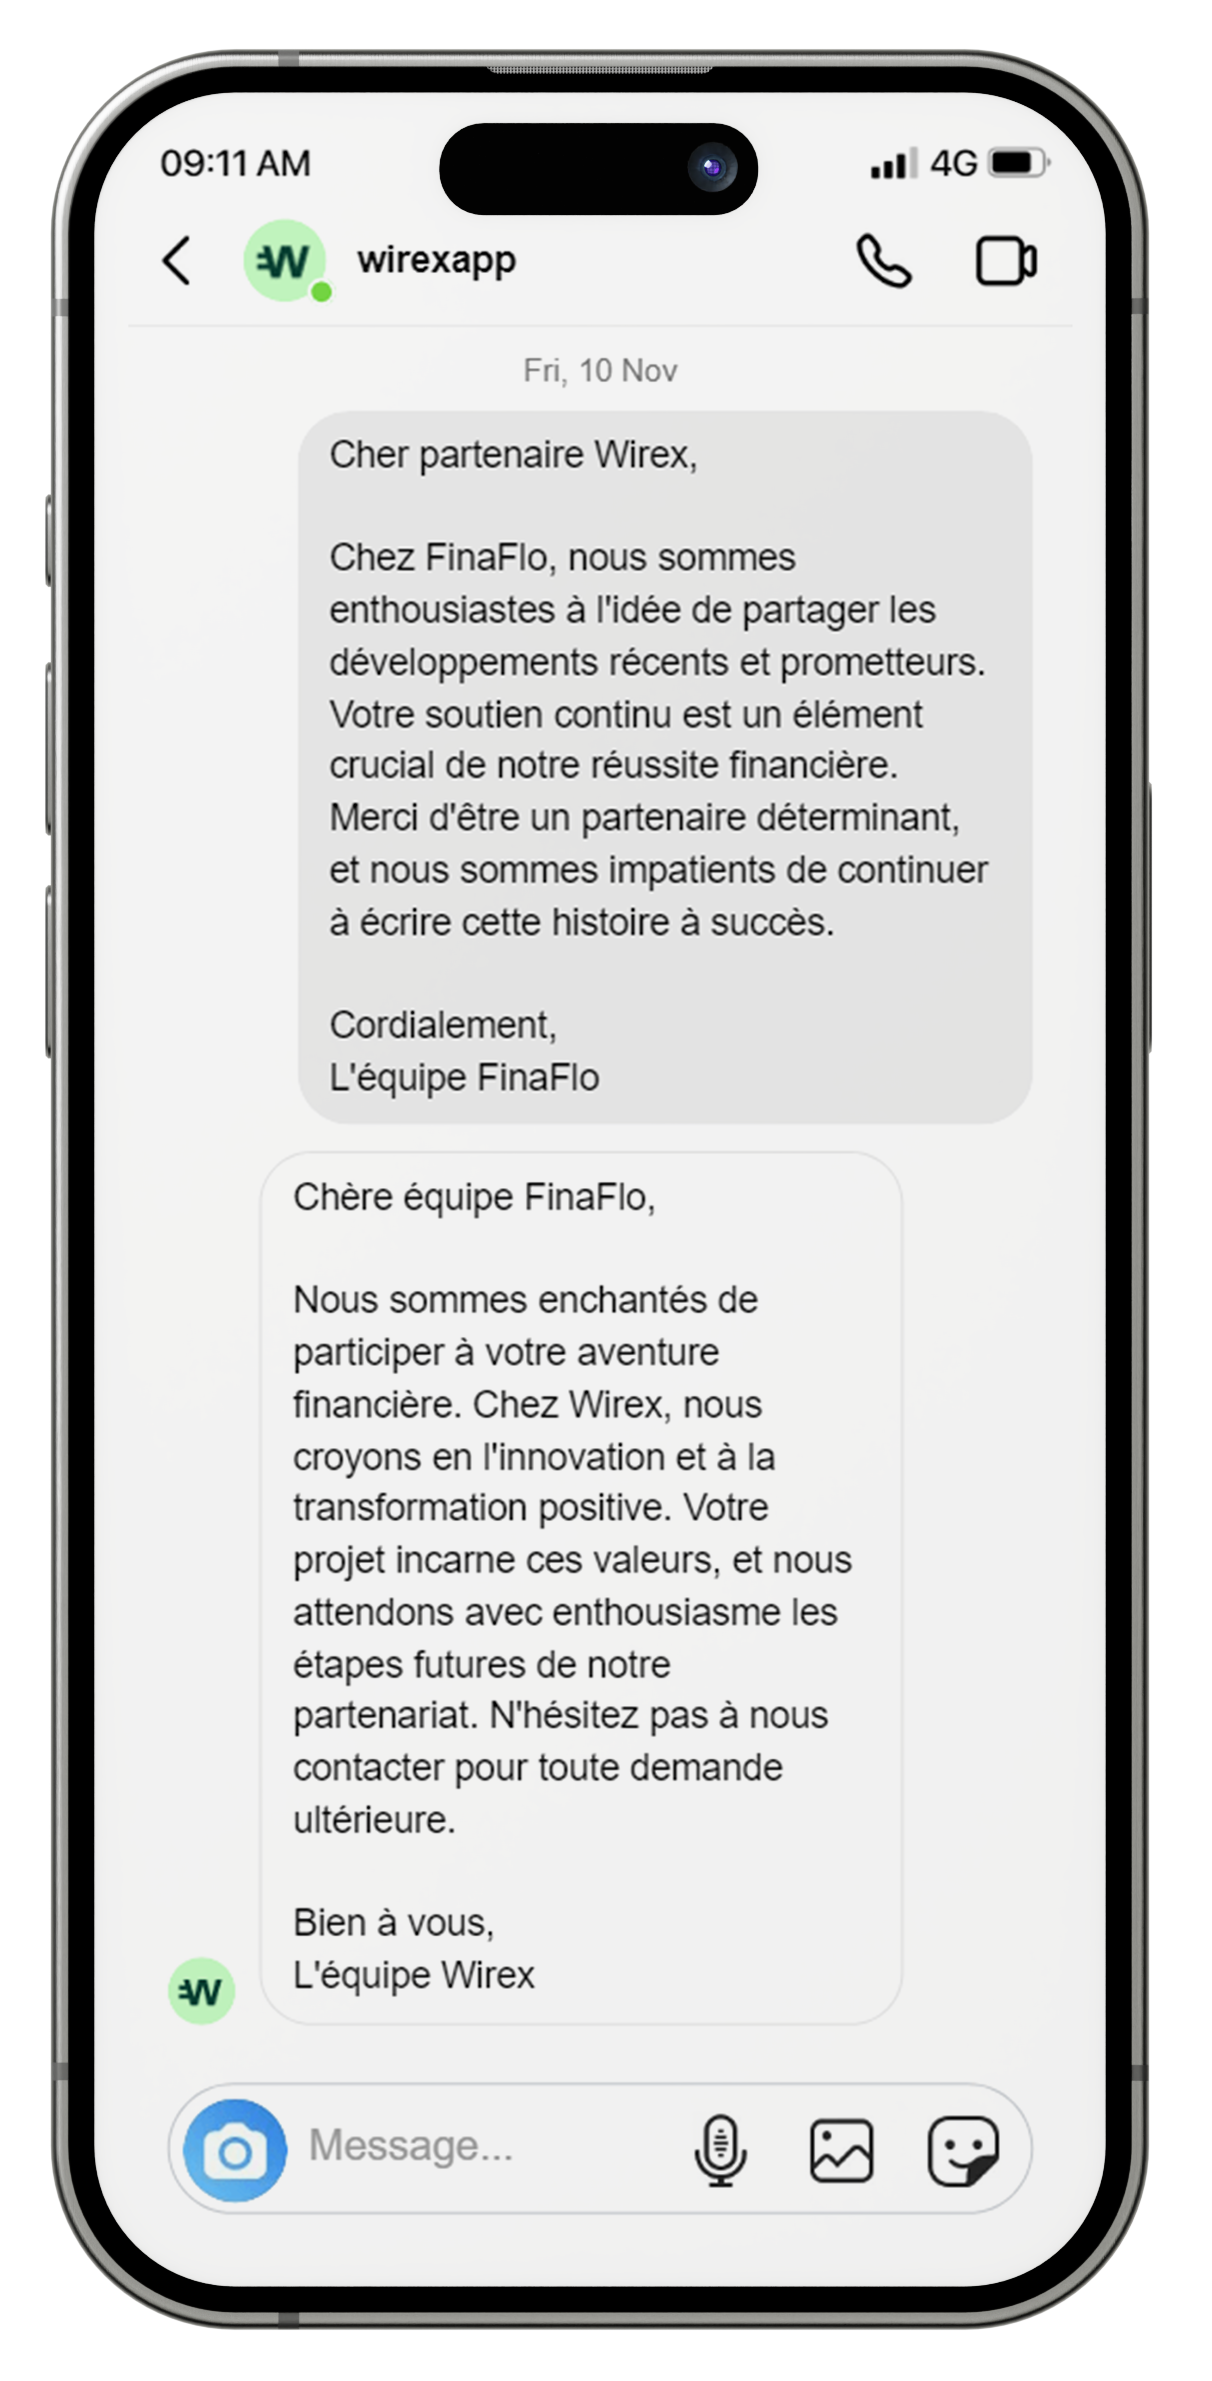 09:11 AM
4G
W
wirexapp
Fri, 10 Nov
Cher partenaire Wirex,
Chez FinaFlo, nous sommes
enthousiastes à l'idée de partager les
développements récents et prometteurs.
Votre soutien continu est un élément
crucial de notre réussite financière.
Merci d'être un partenaire déterminant,
et nous sommes impatients de continuer
à écrire cette histoire à succès.
Cordialement,
L'équipe FinaFlo
Chère équipe FinaFlo,
Nous sommes enchantés de
participer à votre aventure
financière. Chez Wirex, nous
croyons en l'innovation et à la
transformation positive. Votre
projet incarne ces valeurs, et nous
attendons avec enthousiasme les
étapes futures de notre
partenariat. N'hésitez pas à nous
contacter pour toute demande
ultérieure.
Bien à vous,
L'équipe Wirex
W
Message...